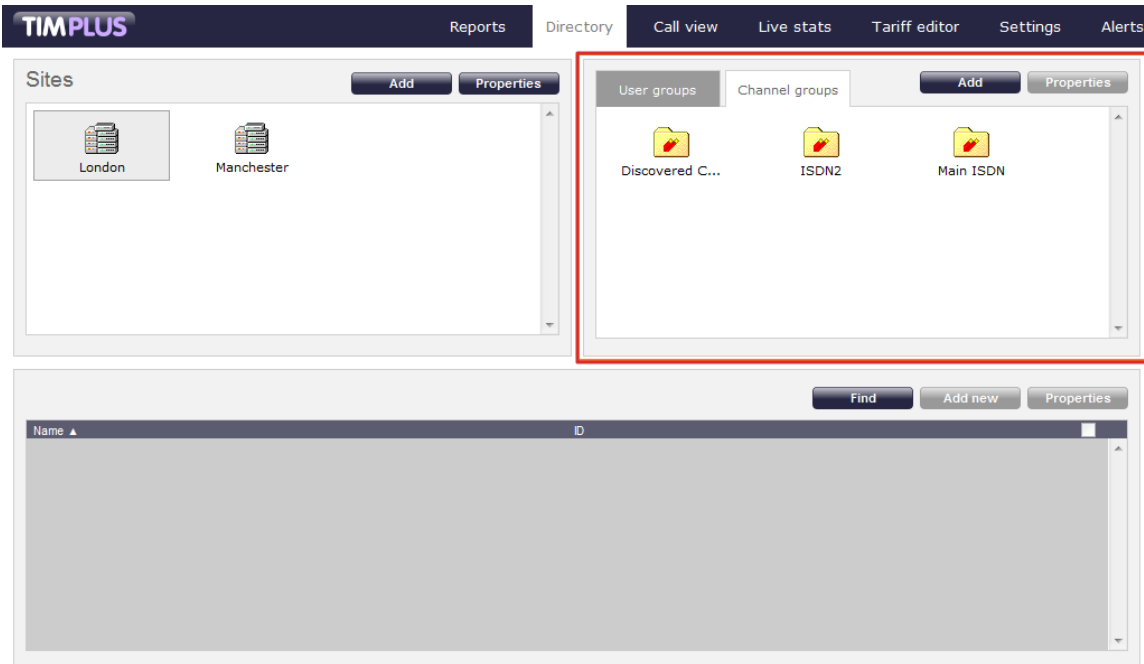 TIMPLUS Reports Directory Call view Live stats Tariff editor Settings Alerts
Sites Add Properties
London Manchester
User groups Channel groups Add Properties
Discovered C... ISDN2 Main ISDN
Find Add new Properties
Name ▲ ID